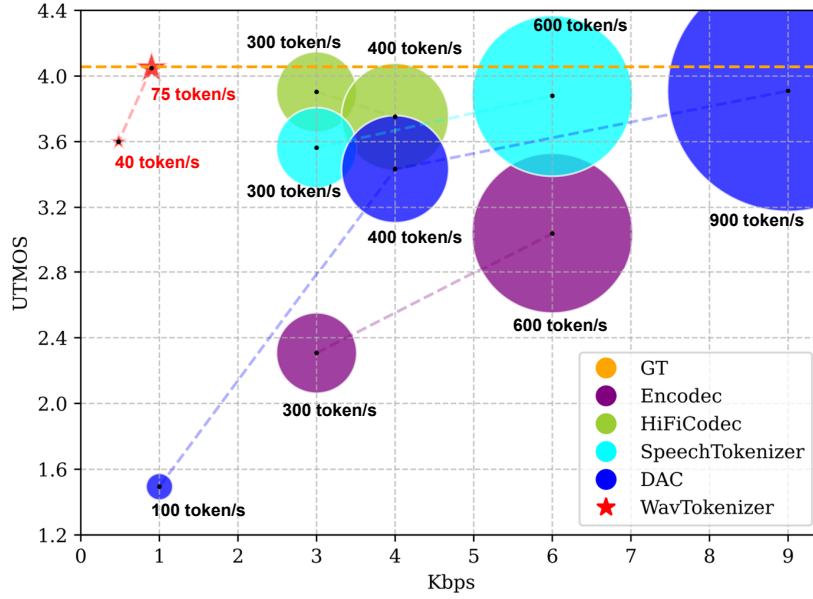 4.4
4.0
3.6
3.2
2.8
2.4
2.0
1.6
1.2
UTMOS
300 token/s
400 token/s
600 token/s
75 token/s
40 token/s
300 token/s
400 token/s
900 token/s
600 token/s
300 token/s
100 token/s
GT
Encodec
HiFiCodec
SpeechTokenizer
DAC
WavTokenizer
0 1 2 3 4 5 6 7 8 9
Kbps